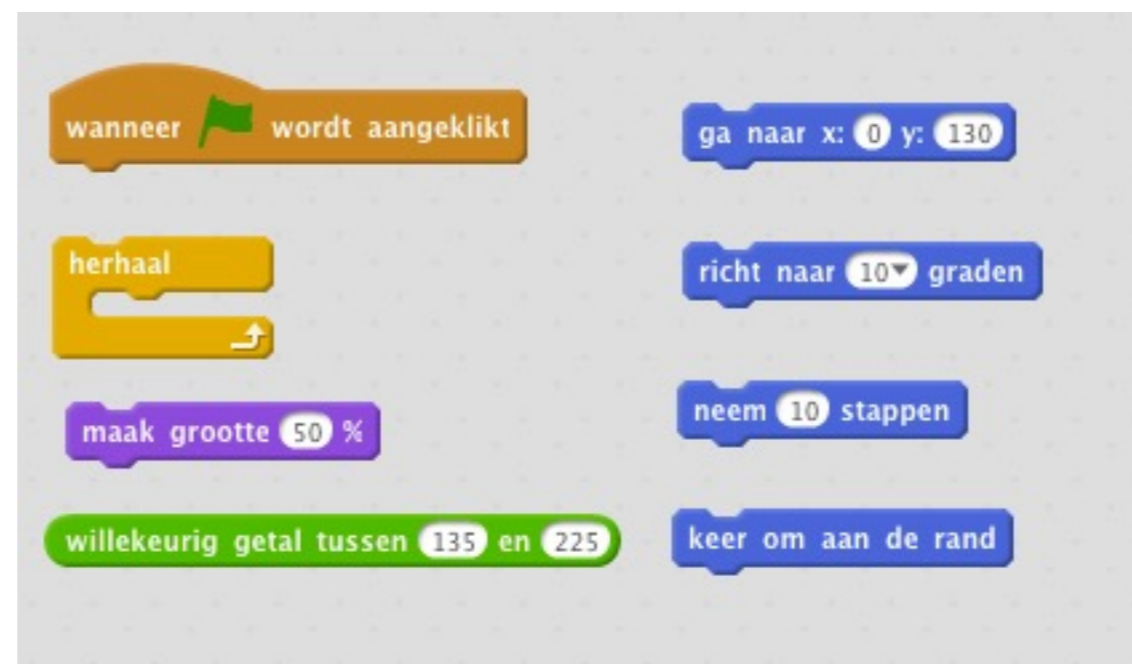 wanneer wordt aangeklikt
herhaal
maak grootte 50 %
willekeurig getal tussen 135 en 225
ga naar x: 0 y: 130
richt naar 10 graden
neem 10 stappen
keer om aan de rand